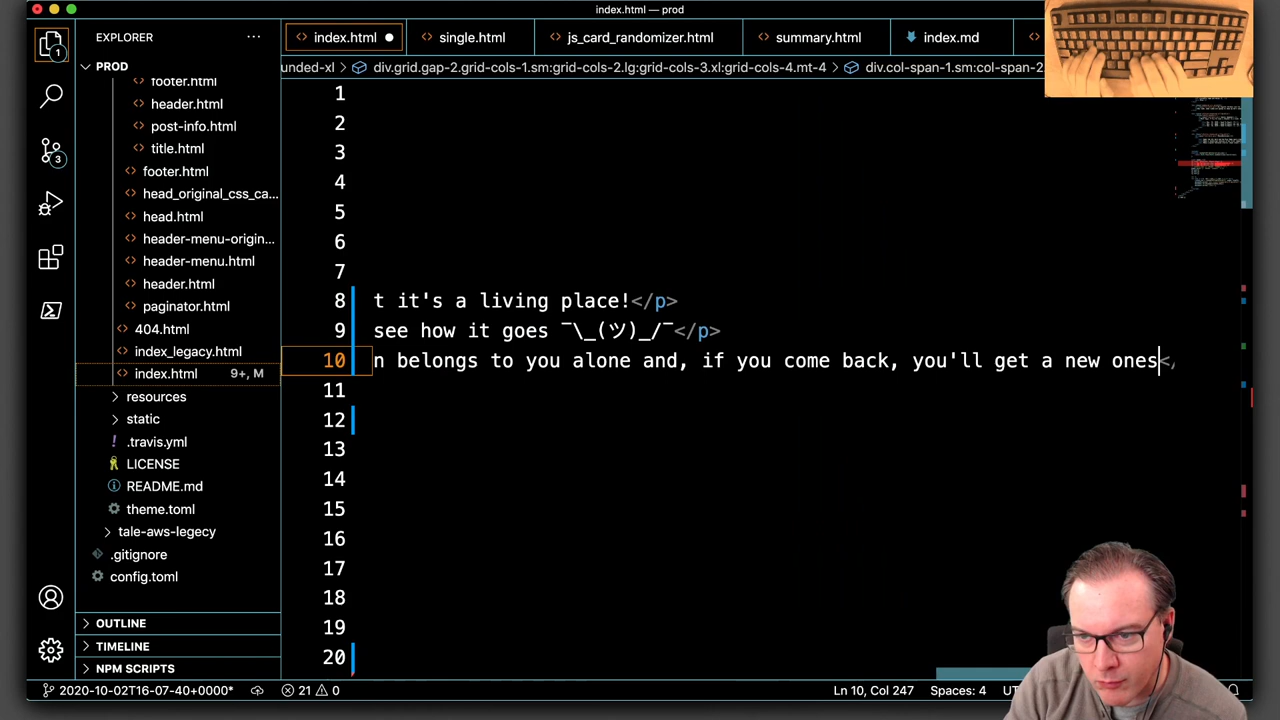 index.html — prod
EXPLORER
index.html
single.html
js_card_randomizer.html
summary.html
index.md
PROD
unded-xl
div.grid.gap-2.grid-cols-1.sm:grid-cols-2.lg:grid-cols-3.xl:grid-cols-4.mt-4
div.col-span-1.sm:col-span-2
footer.html
header.html
post-info.html
title.html
footer.html
head_original_css_ca...
head.html
header-menu-origin...
header-menu.html
header.html
paginator.html
404.html
index_legacy.html
index.html 9+, M
resources
static
.travis.yml
LICENSE
README.md
theme.toml
tale-aws-legecy
.gitignore
config.toml
OUTLINE
TIMELINE
NPM SCRIPTS
1
3
1
2
3
4
5
6
7
8 t it's a living place!</p>
9 see how it goes ¯\_(ツ)_/¯</p>
10 n belongs to you alone and, if you come back, you'll get a new ones<
11
12
13
14
15
16
17
18
19
20
2020-10-02T16-07-40+0000*
21
0
Ln 10, Col 247
Spaces: 4